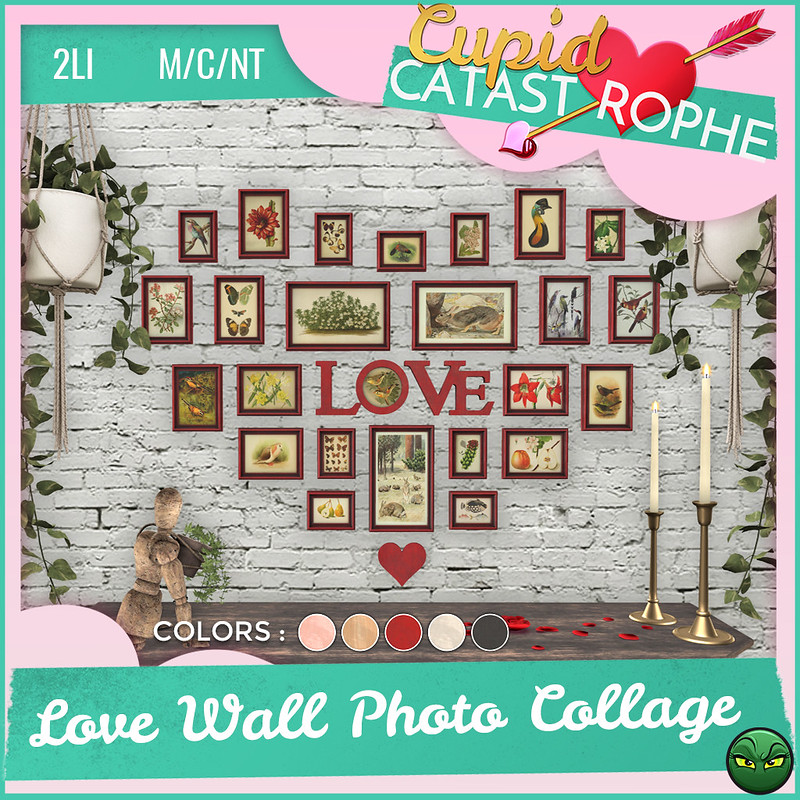 2LI M/C/NT
Cupid
CATASTROPHE
LOVE
COLORS :
Love Wall Photo Collage